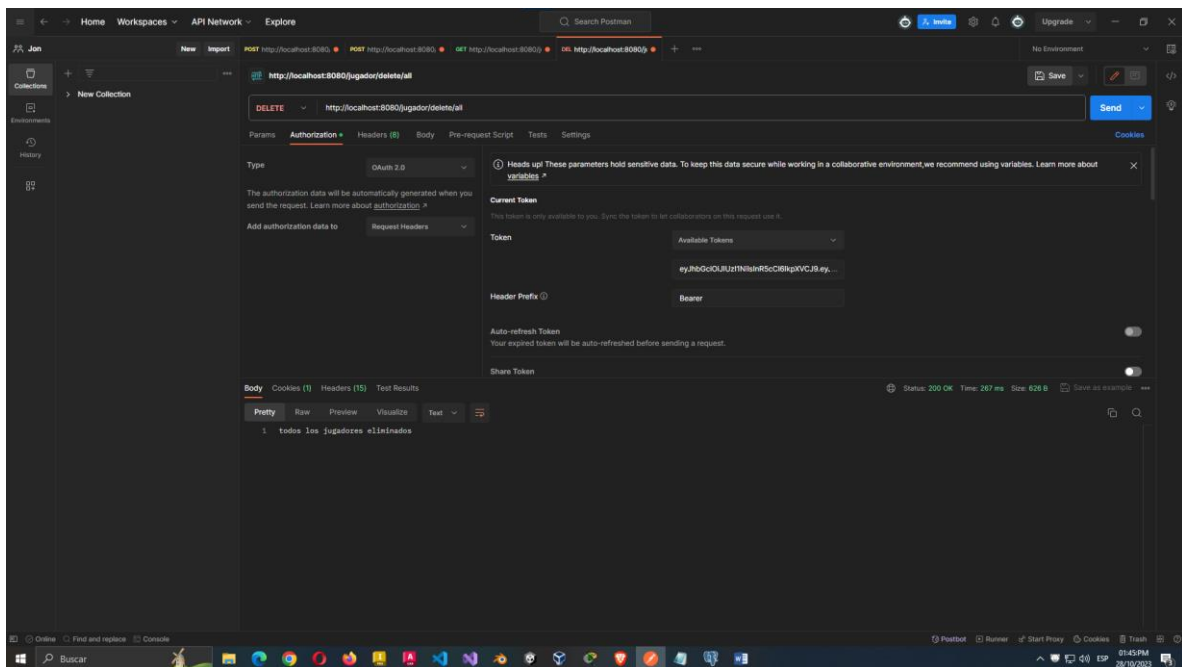 Home Workspaces API Network Explore Search Postman Invite Upgrade
Jon New Import POST http://localhost:8080, POST http://localhost:8080, GET http://localhost:8080/j DEL http://localhost:8080/ja No Environment
Collections
Environments
History
New Collection
http://localhost:8080/jugador/delete/all Save
DELETE http://localhost:8080/jugador/delete/all Send
Params Authorization Headers (8) Body Pre-request Script Tests Settings Cookies
Type OAuth 2.0
The authorization data will be automatically generated when you
send the request. Learn more about authorization ↗
Add authorization data to Request Headers
Heads up! These parameters hold sensitive data. To keep this data secure while working in a collaborative environment,we recommend using variables. Learn more about
variables ↗
Current Token
This token is only available to you. Sync the token to let collaborators on this request use it.
Token Available Tokens
Header Prefix Bearer
Auto-refresh Token
Your expired token will be auto-refreshed before sending a request.
Share Token
Body Cookies (1) Headers (15) Test Results Status: 200 OK Time: 267 ms Size: 626 B Save as example
Pretty Raw Preview Visualize Text
1 todos los jugadores eliminados
Online Find and replace Console Postbot Runner Start Proxy Cookies Trash
Buscar ESP 01:45PM
28/10/2023